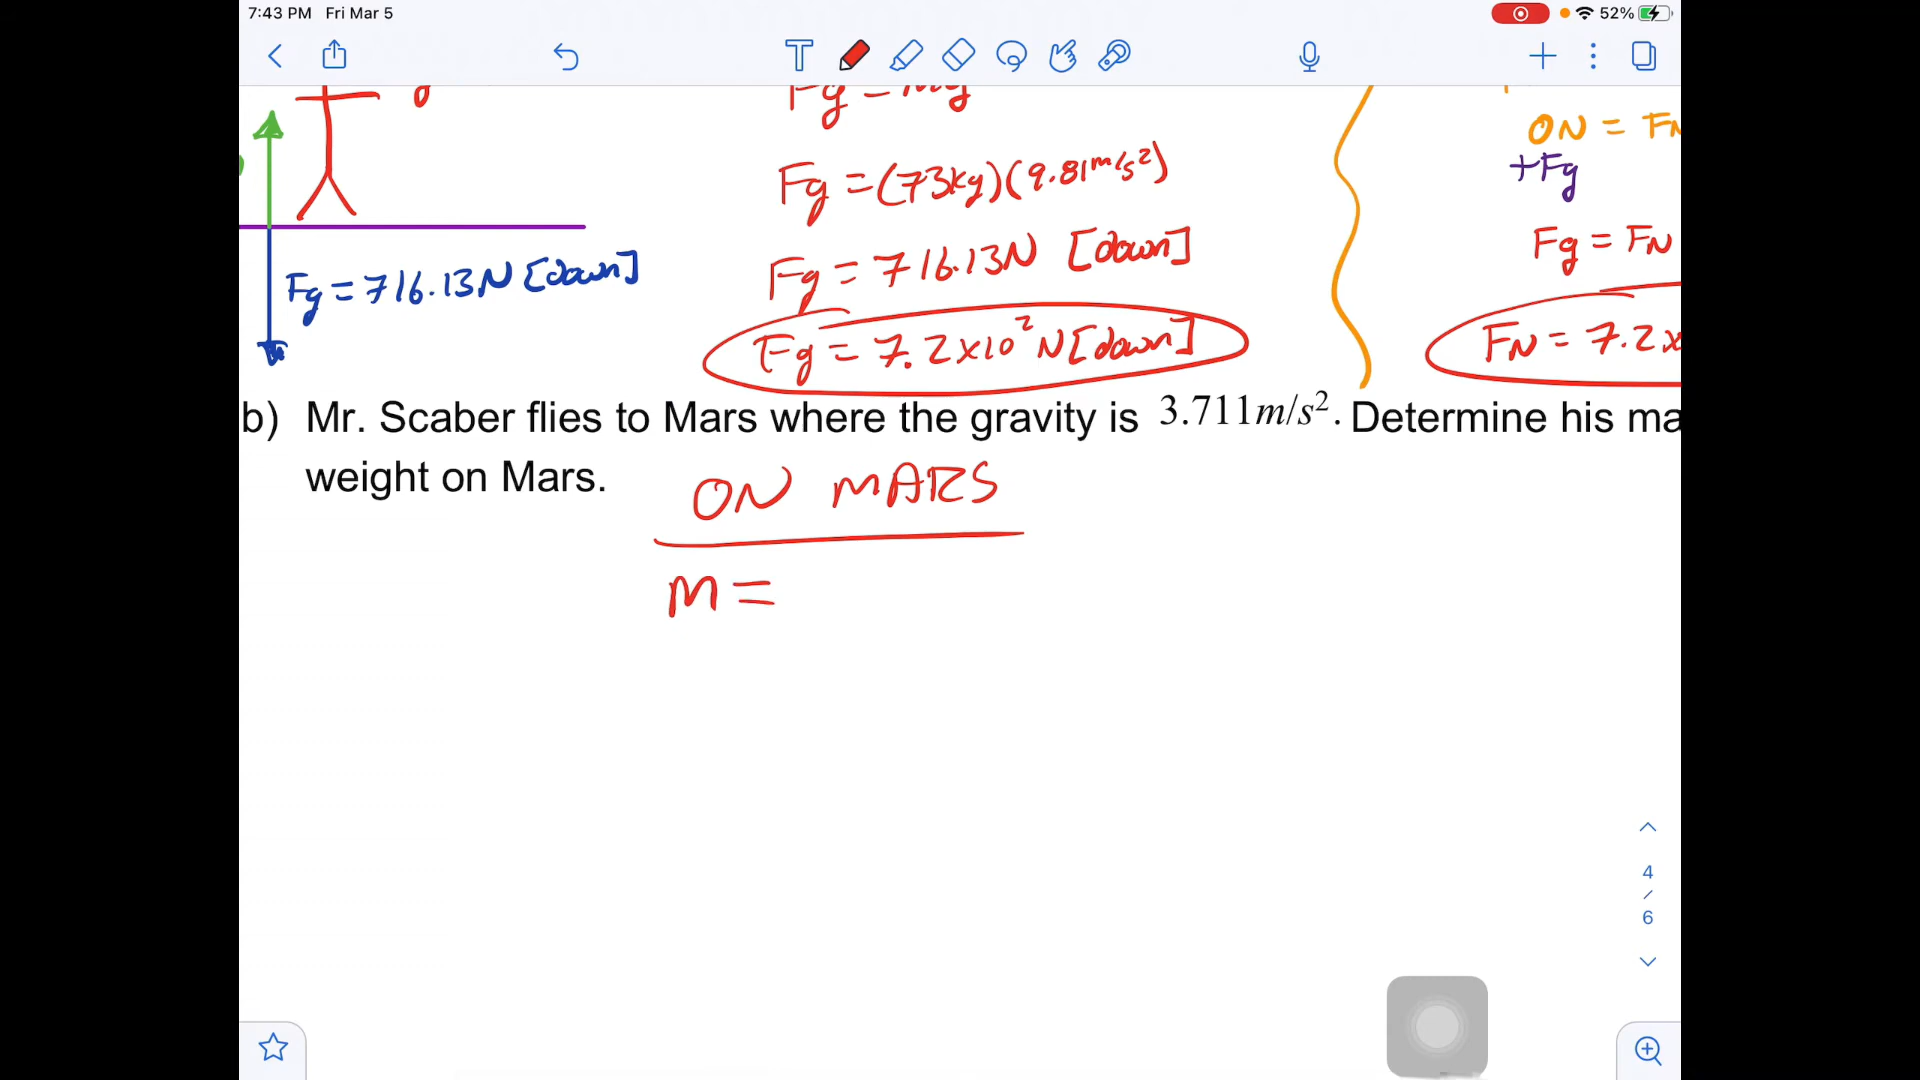 7:43 PM Fri Mar 5
52%
Fg = mg
Fg = (73kg)(9.81m/s²)
Fg = 716.13N [down]
Fg = 7.2x10² N[down]
Fg = 716.13N [down]
ON = FN
+Fg
Fg = FN
FN = 7.2x
b) Mr. Scaber flies to Mars where the gravity is 3.711m/s². Determine his ma
weight on Mars.
ON MARS
m =
4
/
6